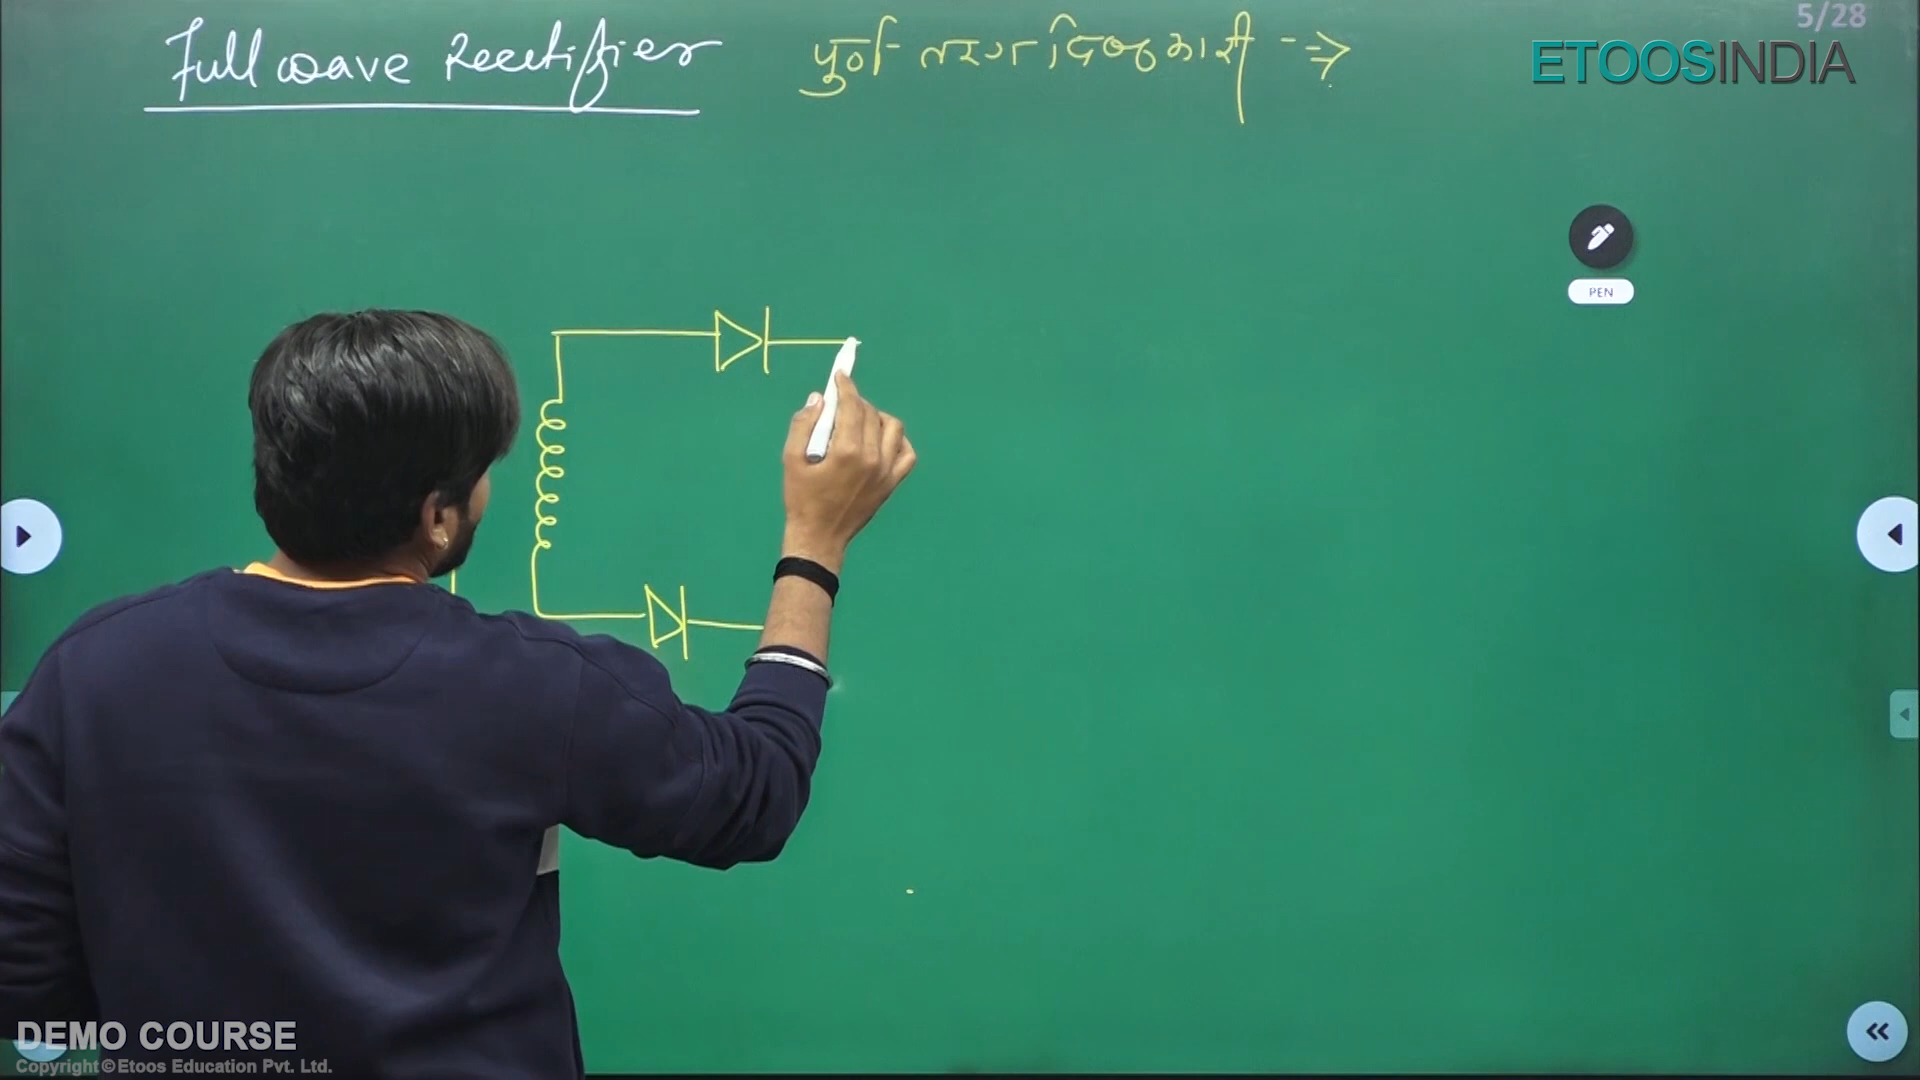 Full wave Rectifier पुर्ण तरंग दिष्टकारी -⇒
5/28
ETOOSINDIA
PEN
DEMO COURSE
Copyright © Etoos Education Pvt. Ltd.